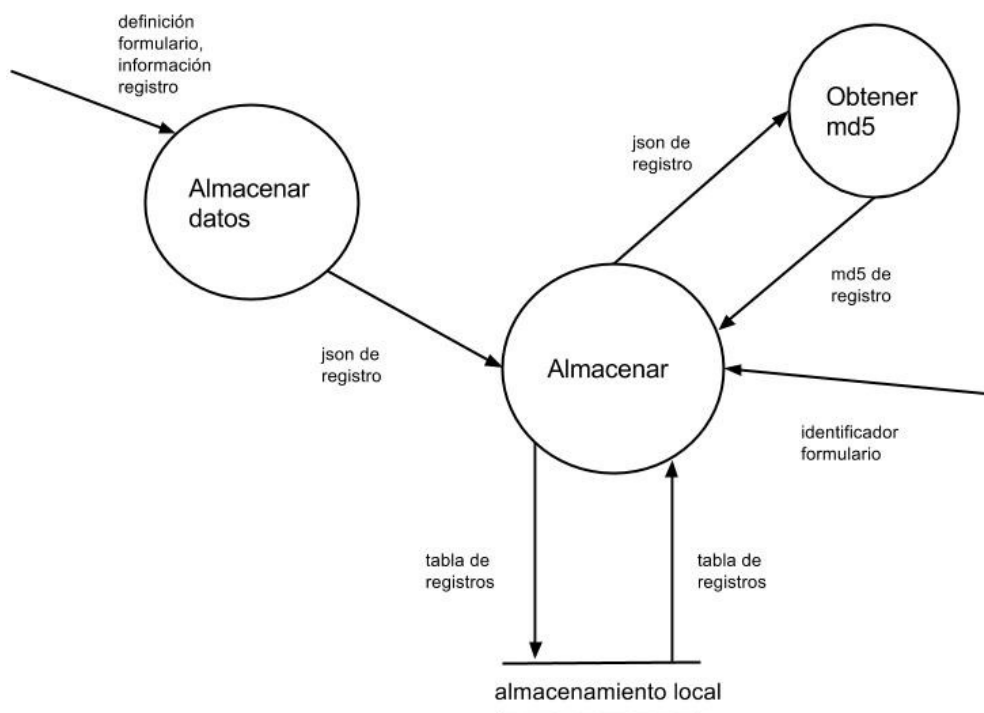 definición
formulario,
información
registro
Almacenar
datos
json de
registro
Obtener
md5
json de
registro
md5 de
registro
Almacenar
identificador
formulario
tabla de
registros
tabla de
registros
almacenamiento local